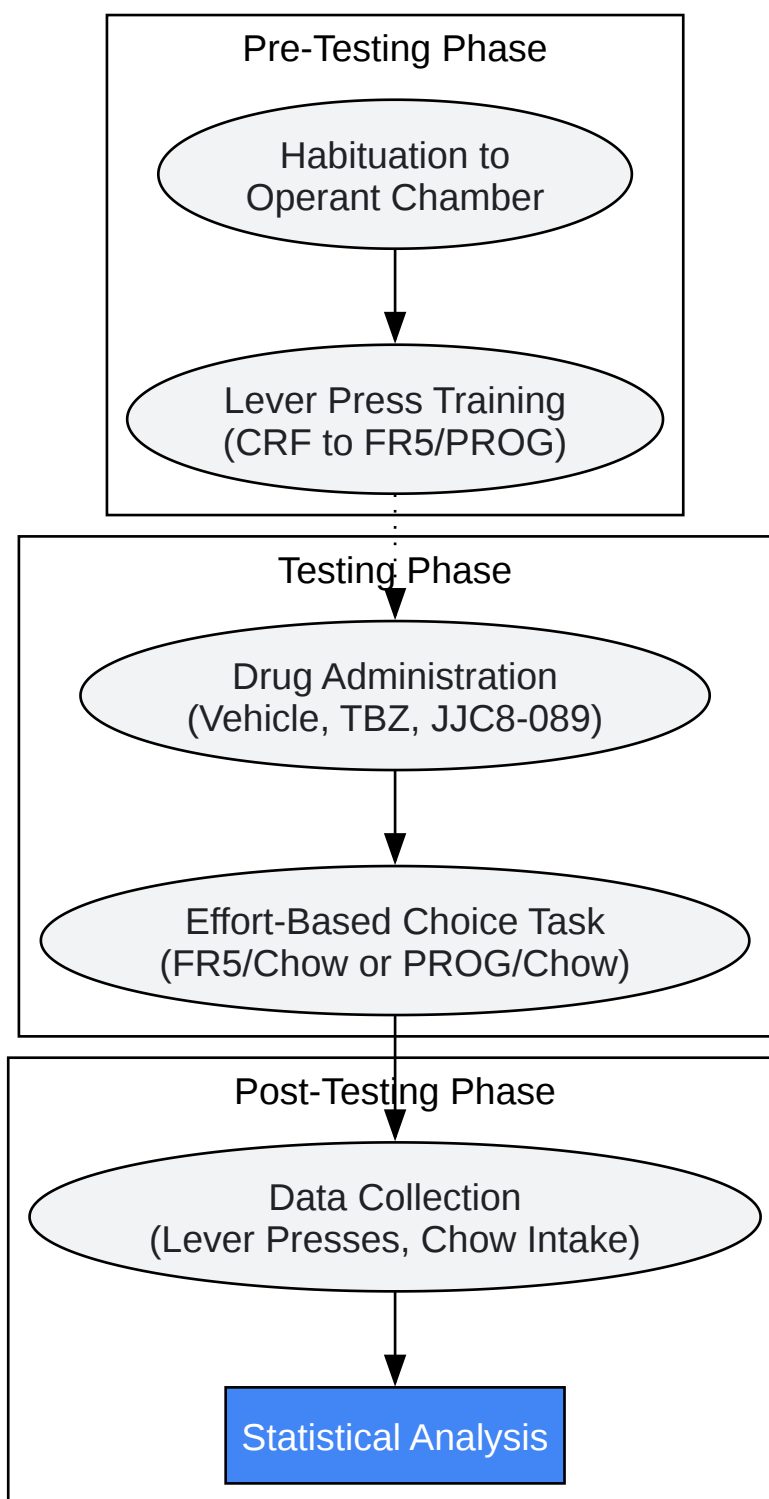 Pre-Testing Phase
Habituation to
Operant Chamber
Lever Press Training
(CRF to FR5/PROG)
Testing Phase
Drug Administration
(Vehicle, TBZ, JJC8-089)
Effort-Based Choice Task
(FR5/Chow or PROG/Chow)
Post-Testing Phase
Data Collection
(Lever Presses, Chow Intake)
Statistical Analysis